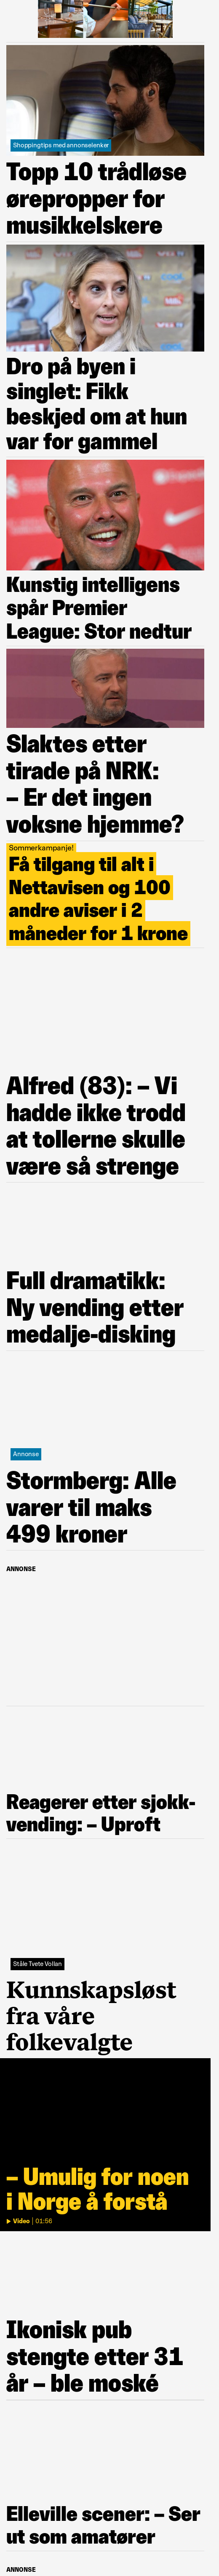 Shoppingtips med annonselenker
Topp 10 trådløse
ørepropper for
musikkelskere
Dro på byen i
singlet: Fikk
beskjed om at hun
var for gammel
Kunstig intelligens
spår Premier
League: Stor nedtur
Slaktes etter
tirade på NRK:
– Er det ingen
voksne hjemme?
Sommerkampanje!
Få tilgang til alt i
Nettavisen og 100
andre aviser i 2
måneder for 1 krone
Alfred (83): – Vi
hadde ikke trodd
at tollerne skulle
være så strenge
Full dramatikk:
Ny vending etter
medalje-disking
Annonse
Stormberg: Alle
varer til maks
499 kroner
ANNONSE
Reagerer etter sjokk-
vending: – Uproft
Ståle Tvete Vollan
Kunnskapsløst
fra våre
folkevalgte
– Umulig for noen
i Norge å forstå
Video | 01:56
Ikonisk pub
stengte etter 31
år – ble moské
Elleville scener: – Ser
ut som amatører
ANNONSE